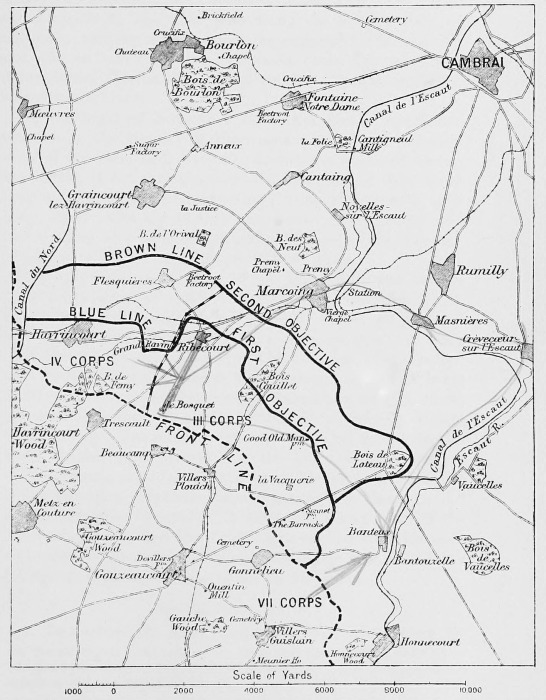 Brickfield
Cemetery
Crucifix
Chateau
Bourlon
Chapel
Bois de
Bourlon
CAMBRAI
Crucifix
Fontaine
Notre Dame
Canal de l'Escaut
Mœuvres
Chapel
Beetroot
Factory
la Folie
Cantigneul
Mill
Sugar
Factory
Anneux
Cantaing
Graincourt
lez-Havrincourt
la Justice
Noyelles-
sur-l'Escaut
B. de l'Orival
B. des
Neuf
Canal du Nord
BROWN LINE
SECOND OBJECTIVE
Premy
Chapel
Premy
Rumilly
Flesquières
Beetroot
Factory
Marcoing
Station
BLUE LINE
FIRST OBJECTIVE
Vierge
Chapel
Masnières
Havrincourt
Grand Ravin
Ribecourt
Crèvecœur-
sur-l'Escaut
IV CORPS
B. de
Femy
Bois
Couillet
de Bosquet
Trescault
III CORPS
FRONT LINE
Havrincourt
Wood
Good Old Man
Beaucamp
Villers
Plouich
Bois de
Lateau
Canal de l'Escaut
Escaut R.
la Vacquerie
Vaucelles
Metz en
Couture
Sonnet
The Barracks
Gouzeaucourt
Wood
Banteux
Cemetery
Bois
de
Vaucelles
Gouzeaucourt
Gonnelieu
Bantouzelle
Quentin
Mill
VII CORPS
Gauche
Wood
Cemetery
Villers
Guislain
Honnecourt
Honnecourt
Wood
Meunier Ho
Scale of Yards
1000 0 2000 4000 6000 8000 10.000